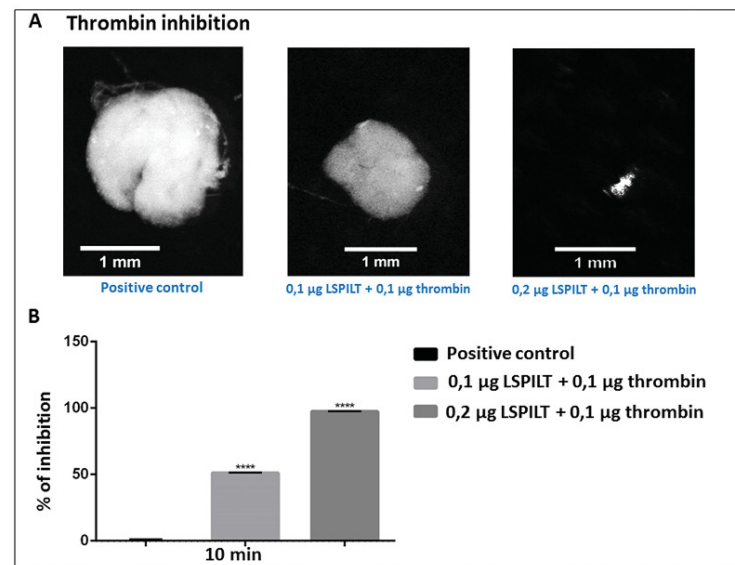 A Thrombin inhibition
1 mm
1 mm
1 mm
Positive control
0,1 µg LSPILT + 0,1 µg thrombin
0,2 µg LSPILT + 0,1 µg thrombin
B
% of inhibition
150
100
50
0
****
****
10 min
Positive control
0,1 µg LSPILT + 0,1 µg thrombin
0,2 µg LSPILT + 0,1 µg thrombin